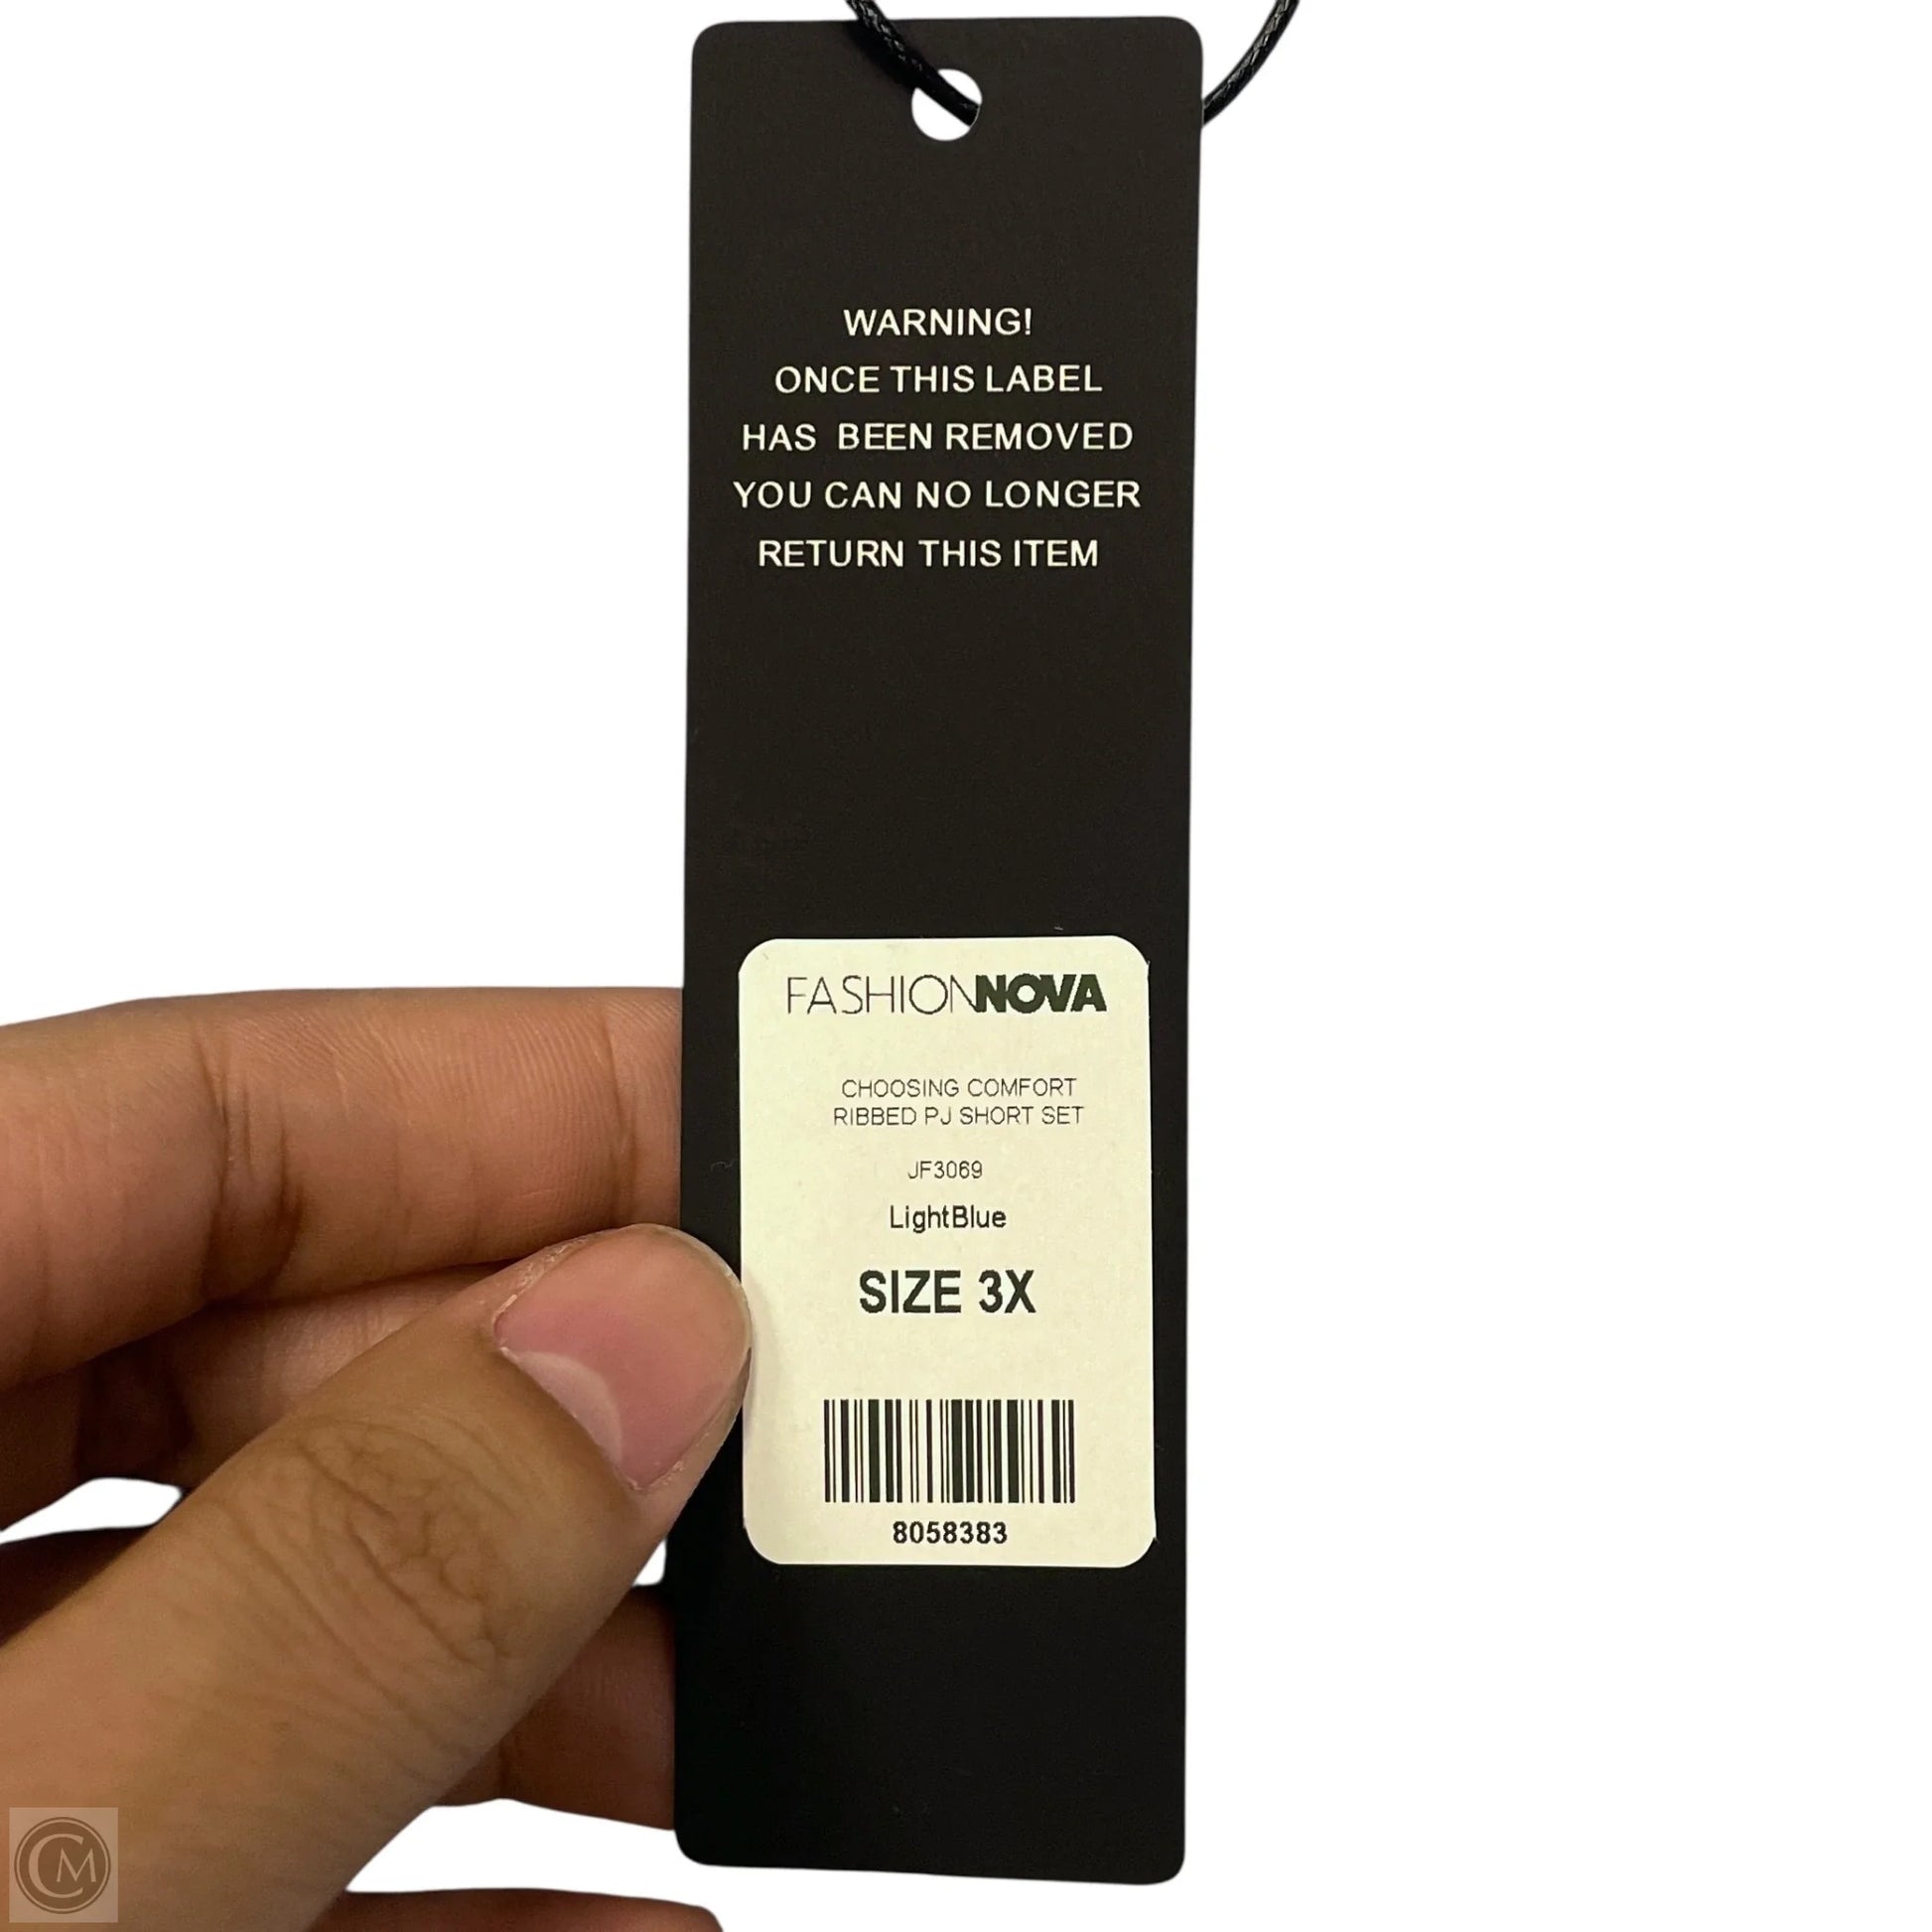 WARNING!
ONCE THIS LABEL
HAS BEEN REMOVED
YOU CAN NO LONGER
RETURN THIS ITEM
FASHIONNOVA
CHOOSING COMFORT
RIBBED PJ SHORT SET
JF3069
LightBlue
SIZE 3X
8058383
CM